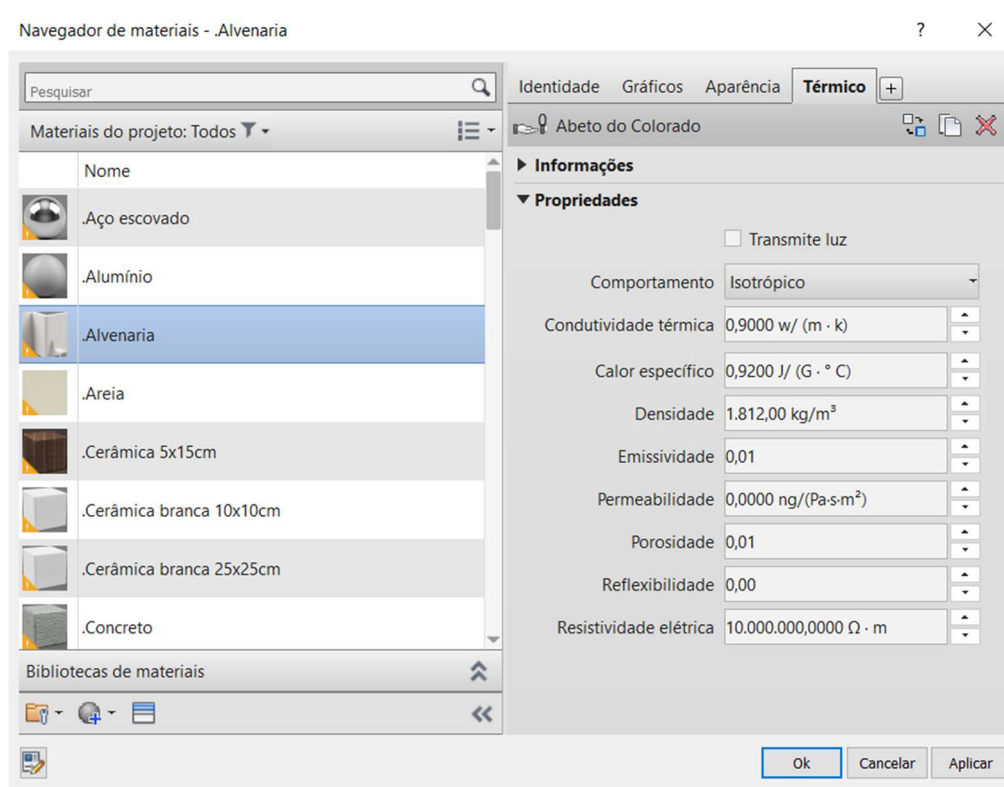 Navegador de materiais - .Alvenaria ?
Pesquisar
Materiais do projeto: Todos
Nome
.Aço escovado
.Alumínio
.Alvenaria
.Areia
.Cerâmica 5x15cm
.Cerâmica branca 10x10cm
.Cerâmica branca 25x25cm
.Concreto
Bibliotecas de materiais
Identidade Gráficos Aparência Térmico +
Abeto do Colorado
Informações
Propriedades
Transmite luz
Comportamento Isotrópico
Condutividade térmica 0,9000 w/ (m · k)
Calor específico 0,9200 J/ (G · ° C)
Densidade 1.812,00 kg/m³
Emissividade 0,01
Permeabilidade 0,0000 ng/(Pa·s·m²)
Porosidade 0,01
Reflexibilidade 0,00
Resistividade elétrica 10.000.000,0000 Ω · m
Ok Cancelar Aplicar